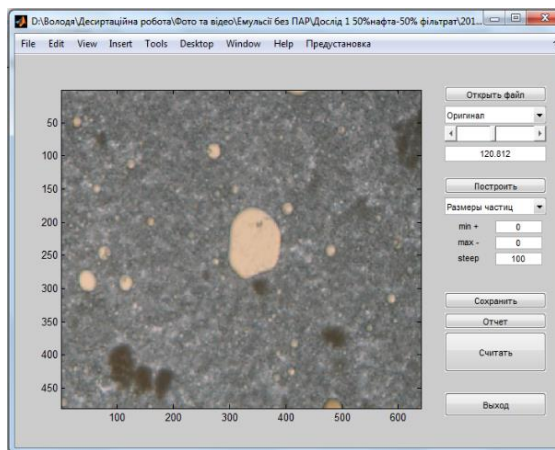 D:\Володя\Десиртаційна робота\Фото та відео\Емульсії без ПАР\Дослід 1 50%нафта-50% фільтрат\201...
File Edit View Insert Tools Desktop Window Help Предустановка
Открыть файл
Оригинал
120.812
Построить
Размеры частиц
min + 0
max - 0
steep 100
Сохранить
Отчет
Считать
Выход
50
100
150
200
250
300
350
400
450
100 200 300 400 500 600